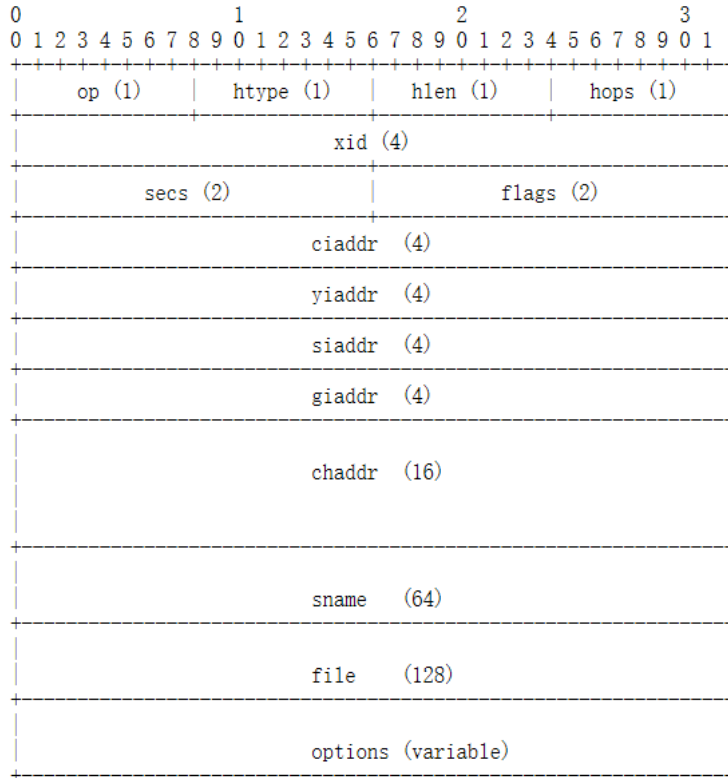 0 1 2 3
0 1 2 3 4 5 6 7 8 9 0 1 2 3 4 5 6 7 8 9 0 1 2 3 4 5 6 7 8 9 0 1
op (1) | htype (1) | hlen (1) | hops (1)
xid (4)
secs (2) | flags (2)
ciaddr (4)
yiaddr (4)
siaddr (4)
giaddr (4)
chaddr (16)
sname (64)
file (128)
options (variable)